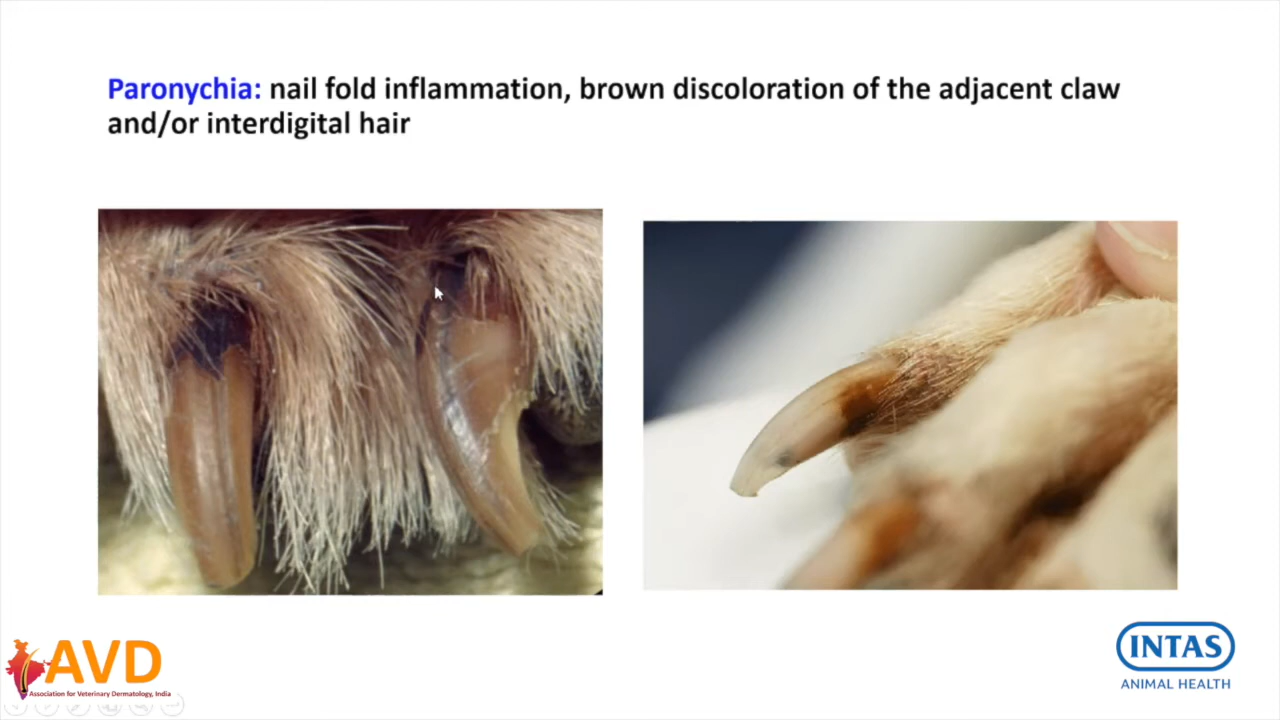 Paronychia: nail fold inflammation, brown discoloration of the adjacent claw
and/or interdigital hair
AVD
Association for Veterinary Dermatology, India
INTAS
ANIMAL HEALTH